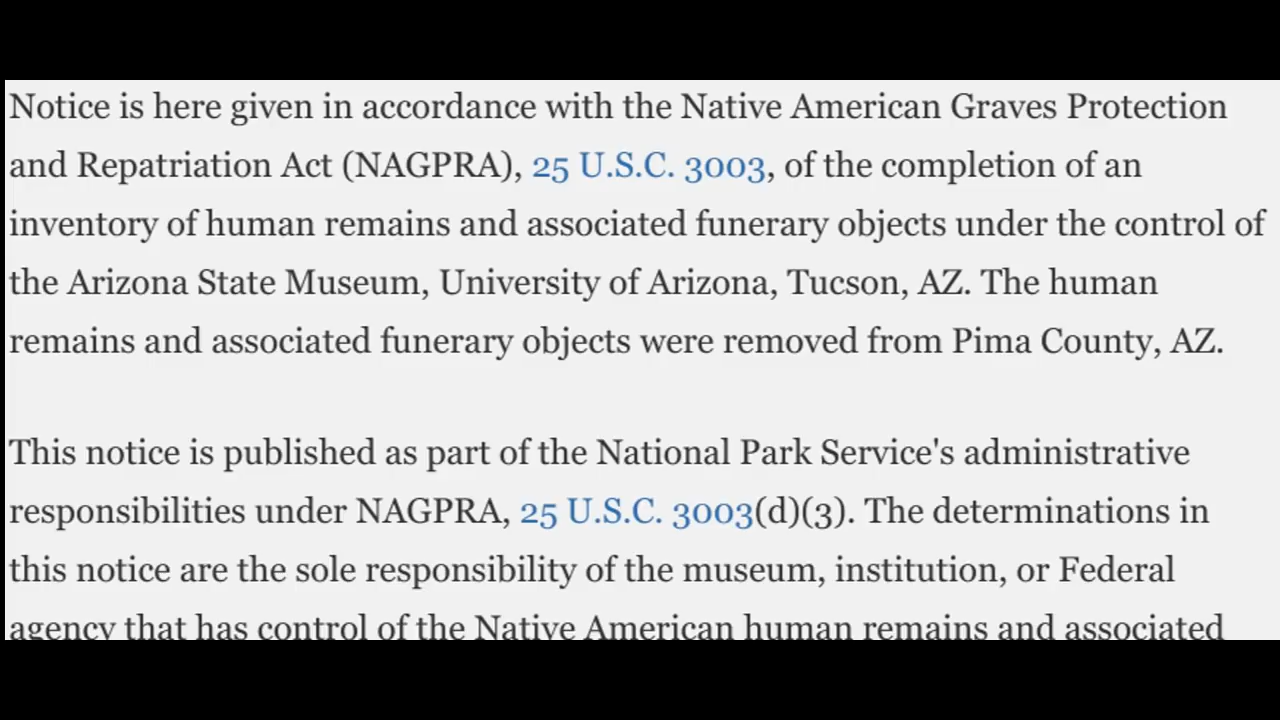 Notice is here given in accordance with the Native American Graves Protection
and Repatriation Act (NAGPRA), 25 U.S.C. 3003, of the completion of an
inventory of human remains and associated funerary objects under the control of
the Arizona State Museum, University of Arizona, Tucson, AZ. The human
remains and associated funerary objects were removed from Pima County, AZ.
This notice is published as part of the National Park Service's administrative
responsibilities under NAGPRA, 25 U.S.C. 3003(d)(3). The determinations in
this notice are the sole responsibility of the museum, institution, or Federal
agency that has control of the Native American human remains and associated